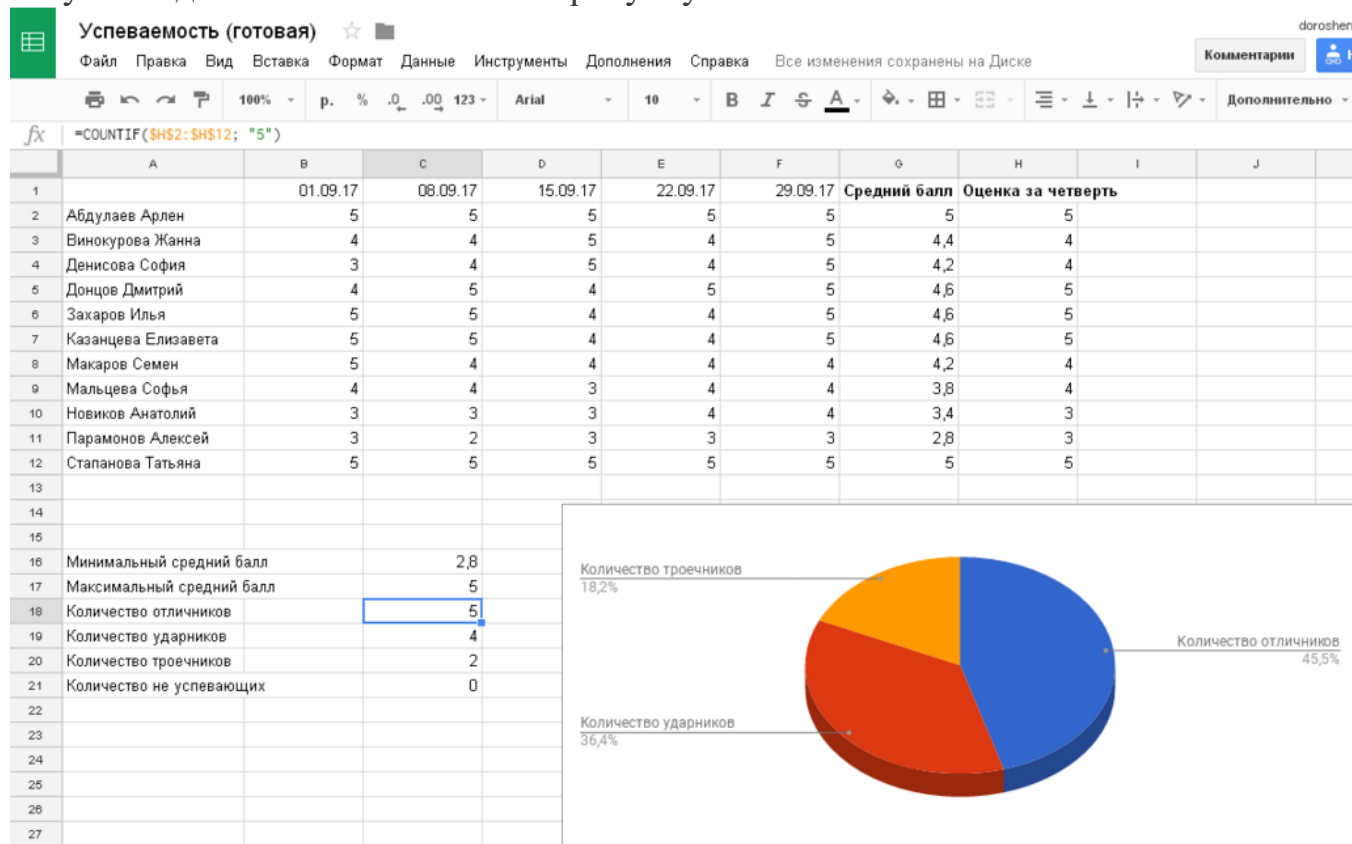 Успеваемость (готовая)
doroshen
Файл Правка Вид Вставка Формат Данные Инструменты Дополнения Справка Все изменения сохранены на Диске
Комментарии
100% р. % .0 .00 123 Arial 10 B I S A Дополнительно
fx =COUNTIF($H$2:$H$12; "5")
A B C D E F G H I J
1 01.09.17 08.09.17 15.09.17 22.09.17 29.09.17 Средний балл Оценка за четверть
2 Абдулаев Арлен 5 5 5 5 5 5 5
3 Винокурова Жанна 4 4 5 4 5 4,4 4
4 Денисова София 3 4 5 4 5 4,2 4
5 Донцов Дмитрий 4 5 4 5 5 4,6 5
6 Захаров Илья 5 5 4 4 5 4,6 5
7 Казанцева Елизавета 5 5 4 4 5 4,6 5
8 Макаров Семен 5 4 4 4 4 4,2 4
9 Мальцева Софья 4 4 3 4 4 3,8 4
10 Новиков Анатолий 3 3 3 4 4 3,4 3
11 Парамонов Алексей 3 2 3 3 3 2,8 3
12 Стапанова Татьяна 5 5 5 5 5 5 5
13
14
15
16 Минимальный средний балл 2,8
17 Максимальный средний балл 5
18 Количество отличников 5
19 Количество ударников 4
20 Количество троечников 2
21 Количество не успевающих 0
22
23
24
25
26
27
Количество троечников
18,2%
Количество отличников
45,5%
Количество ударников
36,4%